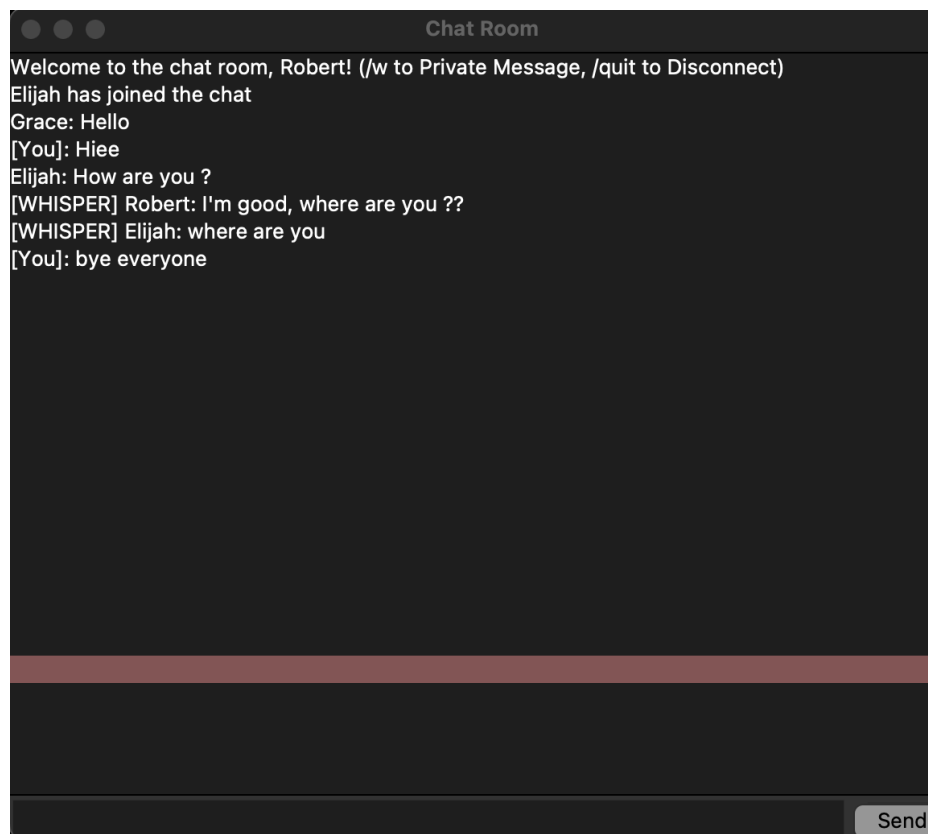 Chat Room
Welcome to the chat room, Robert! (/w to Private Message, /quit to Disconnect)
Elijah has joined the chat
Grace: Hello
[You]: Hiee
Elijah: How are you ?
[WHISPER] Robert: I'm good, where are you ??
[WHISPER] Elijah: where are you
[You]: bye everyone
Send